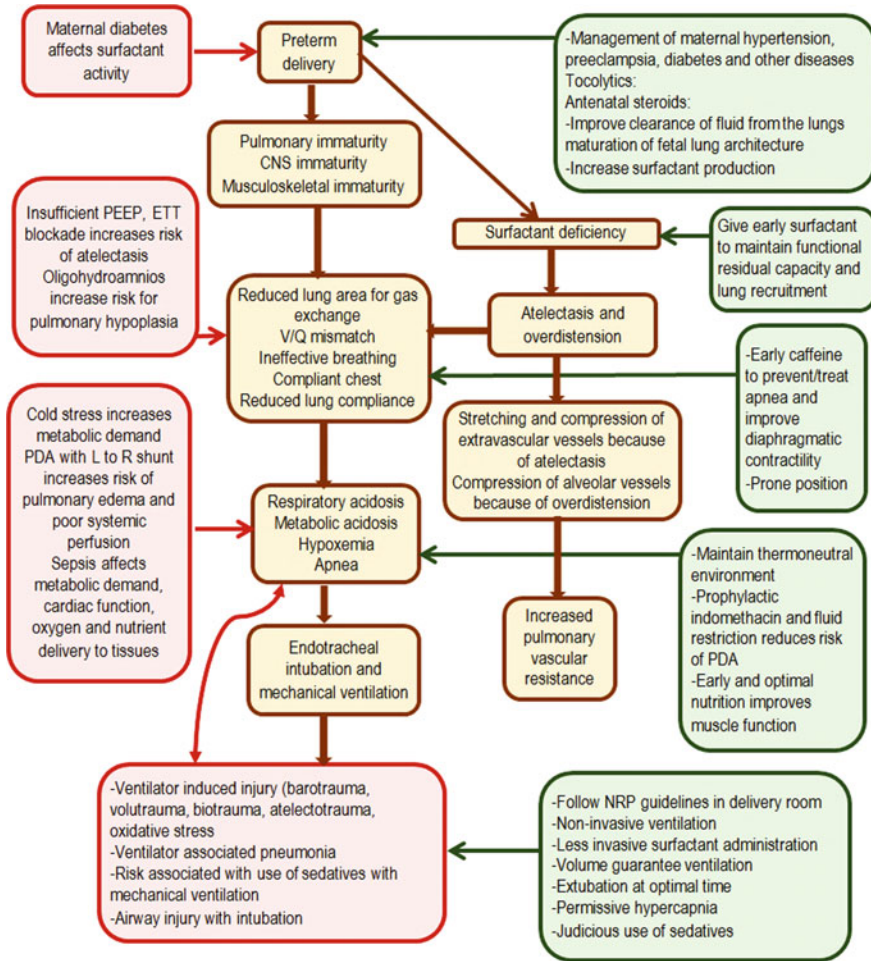 Maternal diabetes
affects surfactant
activity
Preterm
delivery
-Management of maternal hypertension,
preeclampsia, diabetes and other diseases
Tocolytics:
Antenatal steroids:
-Improve clearance of fluid from the lungs
maturation of fetal lung architecture
-Increase surfactant production
Pulmonary immaturity
CNS immaturity
Musculoskeletal immaturity
Insufficient PEEP, ETT
blockade increases risk
of atelectasis
Oligohydroamnios
increase risk for
pulmonary hypoplasia
Surfactant deficiency
Give early surfactant
to maintain functional
residual capacity and
lung recruitment
Reduced lung area for gas
exchange
V/Q mismatch
Ineffective breathing
Compliant chest
Reduced lung compliance
Atelectasis and
overdistension
-Early caffeine
to prevent/treat
apnea and
improve
diaphragmatic
contractility
-Prone position
Cold stress increases
metabolic demand
PDA with L to R shunt
increases risk of
pulmonary edema and
poor systemic
perfusion
Sepsis affects
metabolic demand,
cardiac function,
oxygen and nutrient
delivery to tissues
Stretching and compression of
extravascular vessels because
of atelectasis
Compression of alveolar vessels
because of overdistension
Respiratory acidosis
Metabolic acidosis
Hypoxemia
Apnea
-Maintain thermoneutral
environment
-Prophylactic
indomethacin and fluid
restriction reduces risk
of PDA
-Early and optimal
nutrition improves
muscle function
Endotracheal
intubation and
mechanical ventilation
Increased
pulmonary
vascular
resistance
-Ventilator induced injury (barotrauma,
volutrauma, biotrauma, atelectotrauma,
oxidative stress
-Ventilator associated pneumonia
-Risk associated with use of sedatives with
mechanical ventilation
-Airway injury with intubation
-Follow NRP guidelines in delivery room
-Non-invasive ventilation
-Less invasive surfactant administration
-Volume guarantee ventilation
-Extubation at optimal time
-Permissive hypercapnia
-Judicious use of sedatives